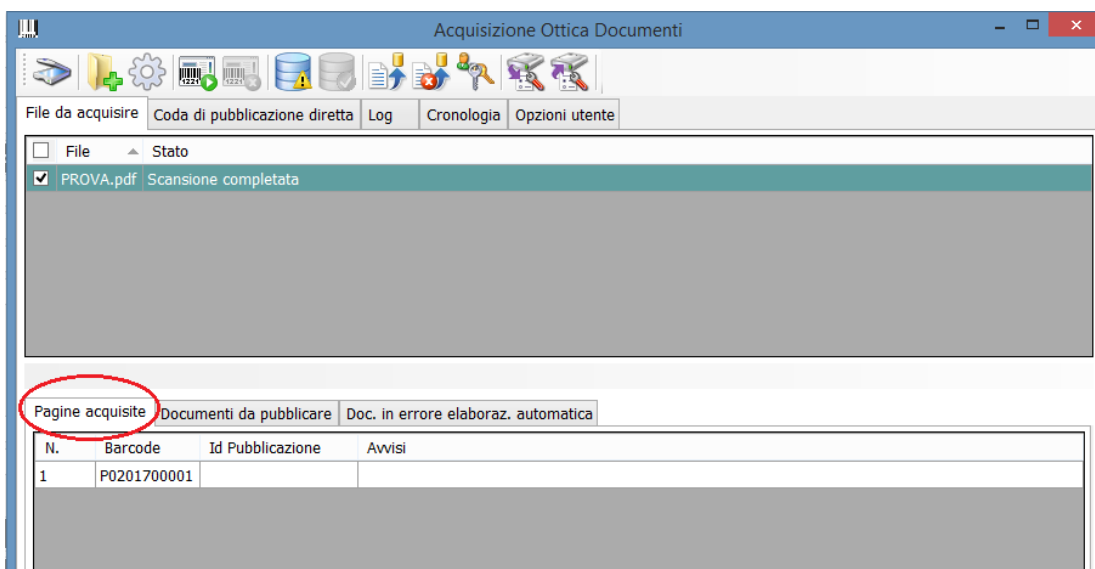 Acquisizione Ottica Documenti
File da acquisire Coda di pubblicazione diretta Log Cronologia Opzioni utente
File Stato
PROVA.pdf Scansione completata
Pagine acquisite Documenti da pubblicare Doc. in errore elaboraz. automatica
N. Barcode Id Pubblicazione Avvisi
1 P0201700001